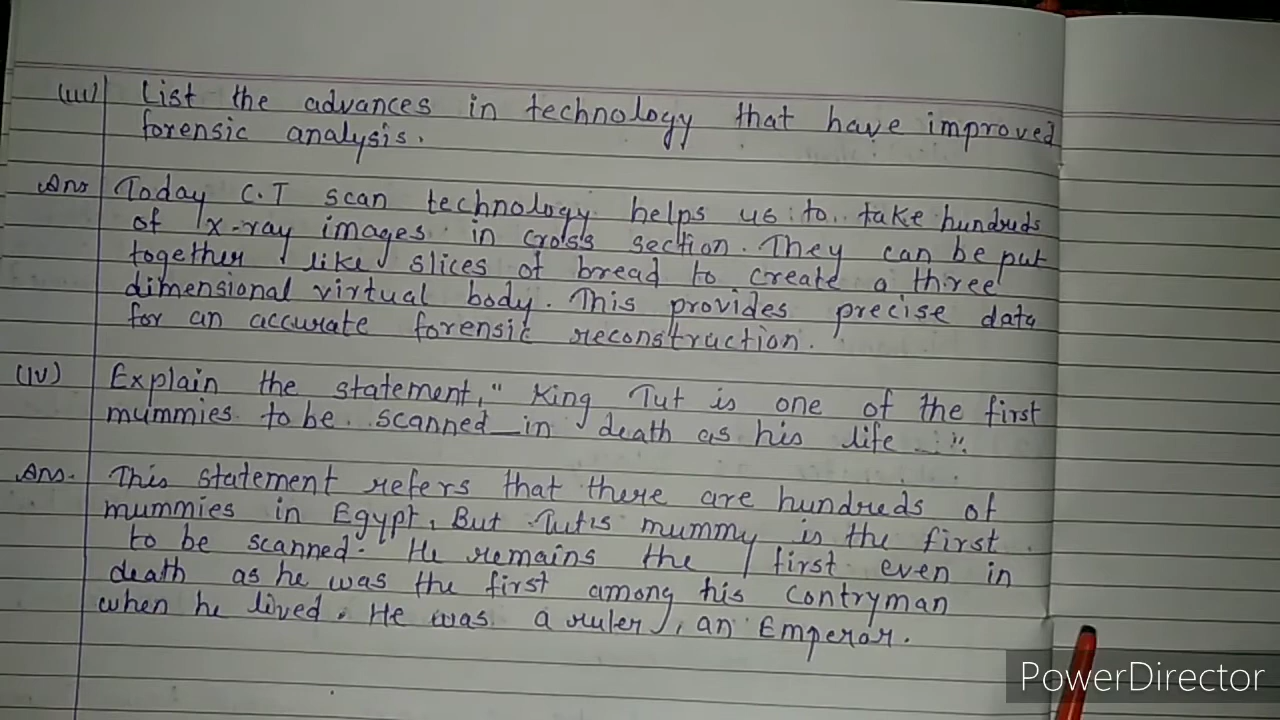 (iii) List the advances in technology that have improved
forensic analysis.
Ans Today C.T scan technology helps us to take hundreds
of x-ray images in cross section. They can be put
together like slices of bread to create a three
dimensional virtual body. This provides precise data
for an accurate forensic reconstruction.
(iv) Explain the statement, "King Tut is one of the first
mummies to be scanned in death as his life ..."
Ans. This statement refers that there are hundreds of
mummies in Egypt, But Tut's mummy is the first
to be scanned. He remains the first even in
death as he was the first among his contryman
when he lived. He was a ruler, an Emperor.
PowerDirector